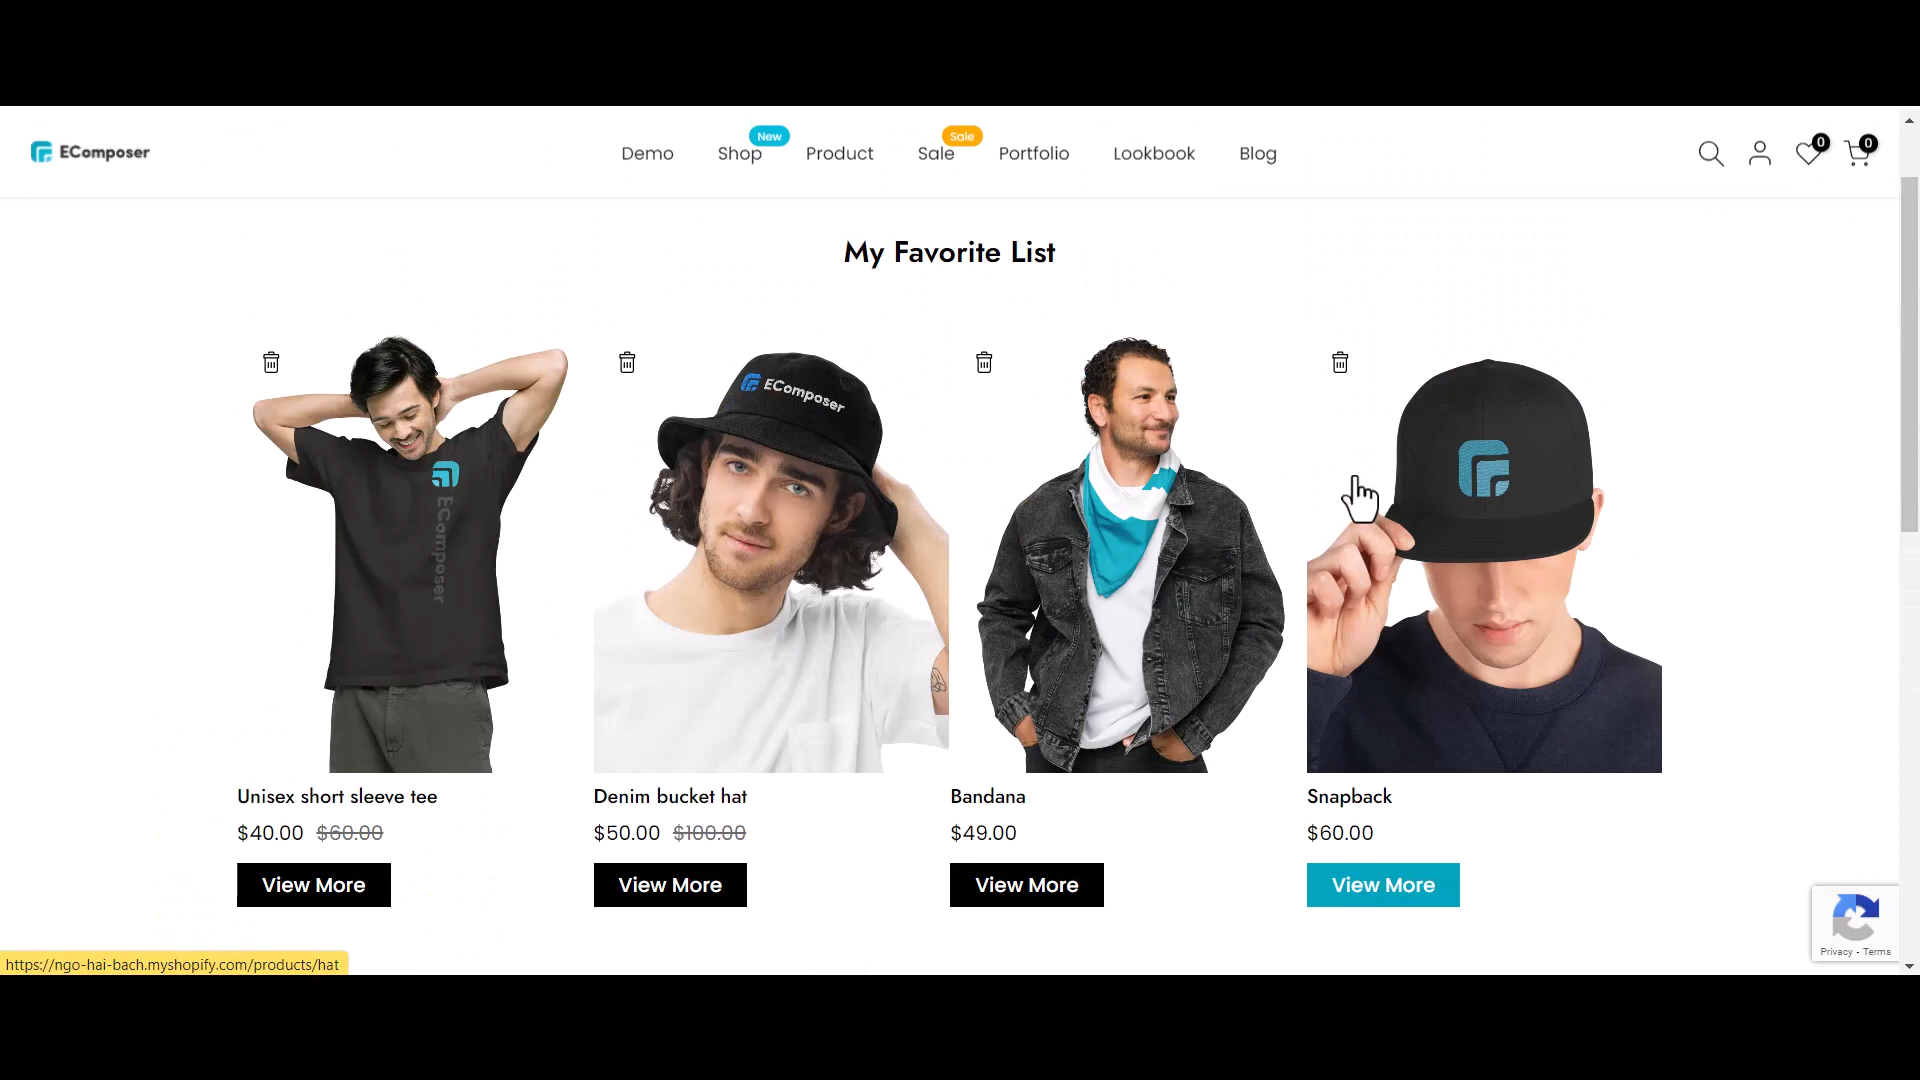 EComposer
Demo
Shop
New
Product
Sale
Sale
Portfolio
Lookbook
Blog
0
0
My Favorite List
EComposer
EComposer
Unisex short sleeve tee
$40.00 $60.00
View More
Denim bucket hat
$50.00 $100.00
View More
Bandana
$49.00
View More
Snapback
$60.00
View More
Privacy - Terms
https://ngo-hai-bach.myshopify.com/products/hat